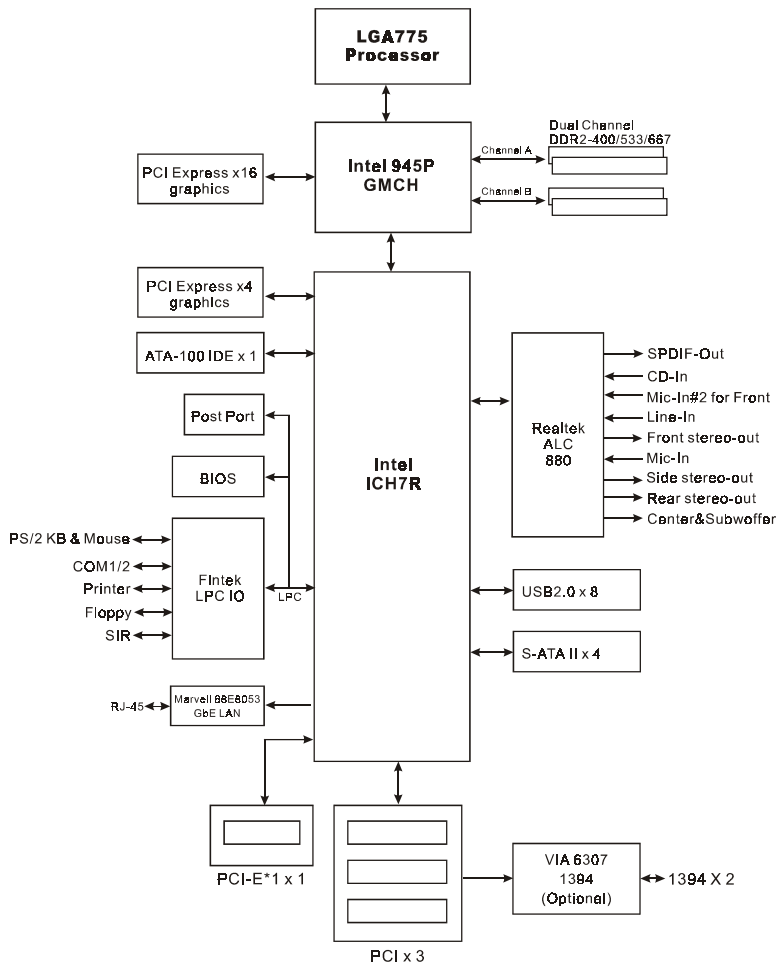 LGA775
Processor
Intel 945P
GMCH
PCI Express x16
graphics
Channel A
Channel B
Dual Channel
DDR2-400/533/667
PCI Express x4
graphics
ATA-100 IDE x 1
Post Port
BIOS
Intel
ICH7R
Realtek
ALC
880
SPDIF-Out
CD-In
Mic-In#2 for Front
Line-In
Front stereo-out
Mic-In
Side stereo-out
Rear stereo-out
Center&Subwoffer
PS/2 KB & Mouse
COM1/2
Printer
Floppy
SIR
FIntek
LPC IO
LPC
USB2.0 x 8
S-ATA II x 4
RJ-45
Marvell 88E8053
GbE LAN
PCI-E*1 x 1
PCI x 3
VIA 6307
1394
(Optional)
1394 X 2